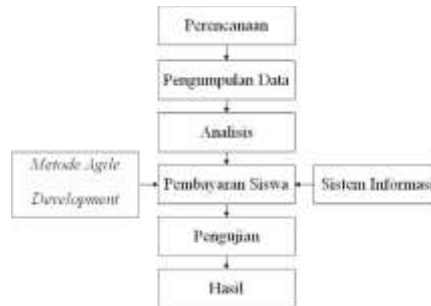 Perencanaan
Pengumpulan Data
Analisis
Metode Agile
Development
Pembayaran Siswa
Sistem Informasi
Pengujian
Hasil